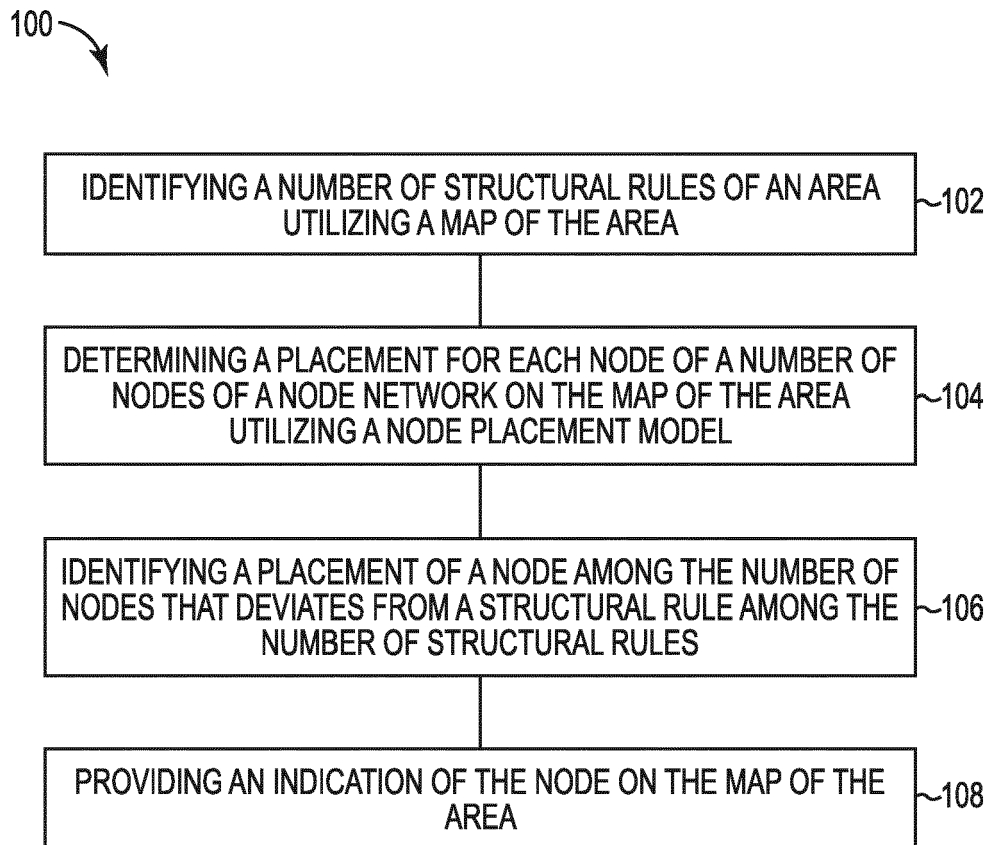 100
IDENTIFYING A NUMBER OF STRUCTURAL RULES OF AN AREA
UTILIZING A MAP OF THE AREA
102
DETERMINING A PLACEMENT FOR EACH NODE OF A NUMBER OF
NODES OF A NODE NETWORK ON THE MAP OF THE AREA
UTILIZING A NODE PLACEMENT MODEL
104
IDENTIFYING A PLACEMENT OF A NODE AMONG THE NUMBER OF
NODES THAT DEVIATES FROM A STRUCTURAL RULE AMONG THE
NUMBER OF STRUCTURAL RULES
106
PROVIDING AN INDICATION OF THE NODE ON THE MAP OF THE
AREA
108